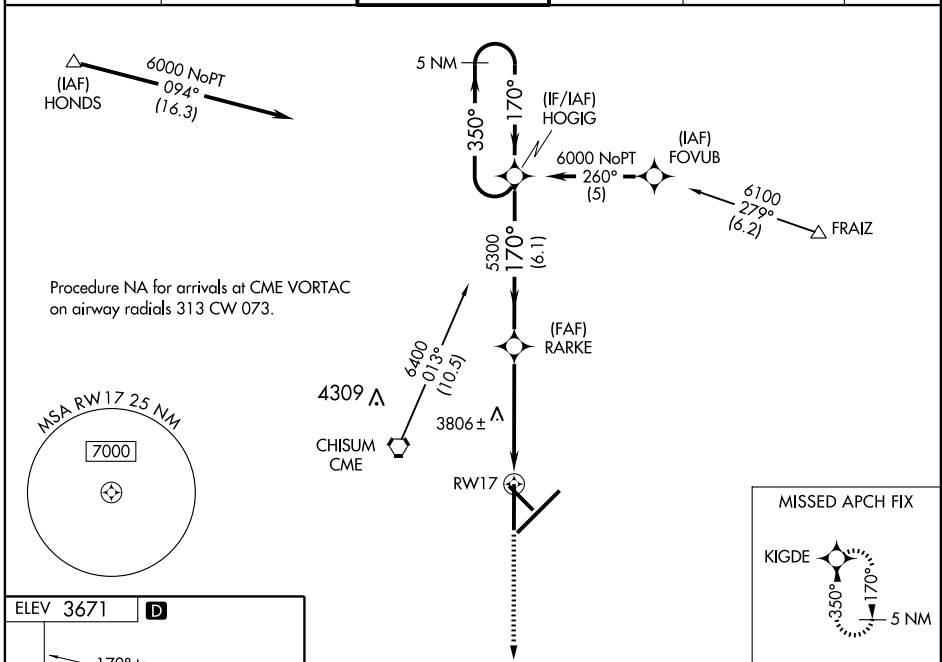 6000 NoPT
094°
(16.3)
(IAF)
HONDS
5 NM
350°
170°
(IF/IAF)
HOGIG
6000 NoPT
260°
(5)
(IAF)
FOVUB
6100
279°
(6.2)
FRAIZ
5300
170°
(6.1)
Procedure NA for arrivals at CME VORTAC
on airway radials 313 CW 073.
(FAF)
RARKE
6400
013°
(10.5)
4309
3806±
CHISUM
CME
MSA RW17 25 NM
7000
RW17
MISSED APCH FIX
KIGDE
350°
170°
5 NM
ELEV 3671 D